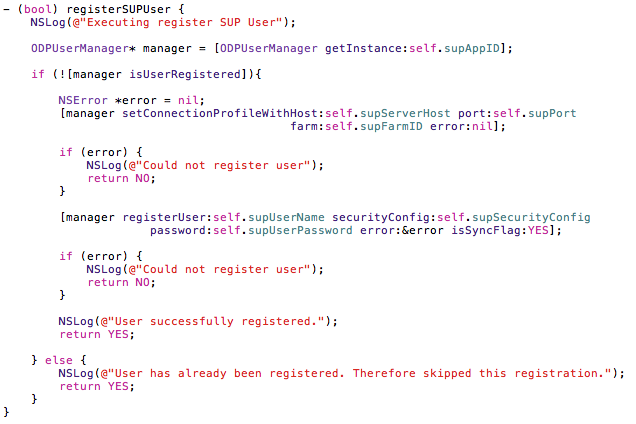 - (bool) registerSUPUser {
    NSLog(@"Executing register SUP User");

    ODPUserManager* manager = [ODPUserManager getInstance:self.supAppID];

    if (![manager isUserRegistered]){

        NSError *error = nil;
        [manager setConnectionProfileWithHost:self.supServerHost port:self.supPort
                                         farm:self.supFarmID error:nil];

        if (error) {
            NSLog(@"Could not register user");
            return NO;
        }

        [manager registerUser:self.supUserName securityConfig:self.supSecurityConfig
                     password:self.supUserPassword error:&error isSyncFlag:YES];

        if (error) {
            NSLog(@"Could not register user");
            return NO;
        }

        NSLog(@"User successfully registered.");
        return YES;

    } else {
        NSLog(@"User has already been registered. Therefore skipped this registration.");
        return YES;
    }
}